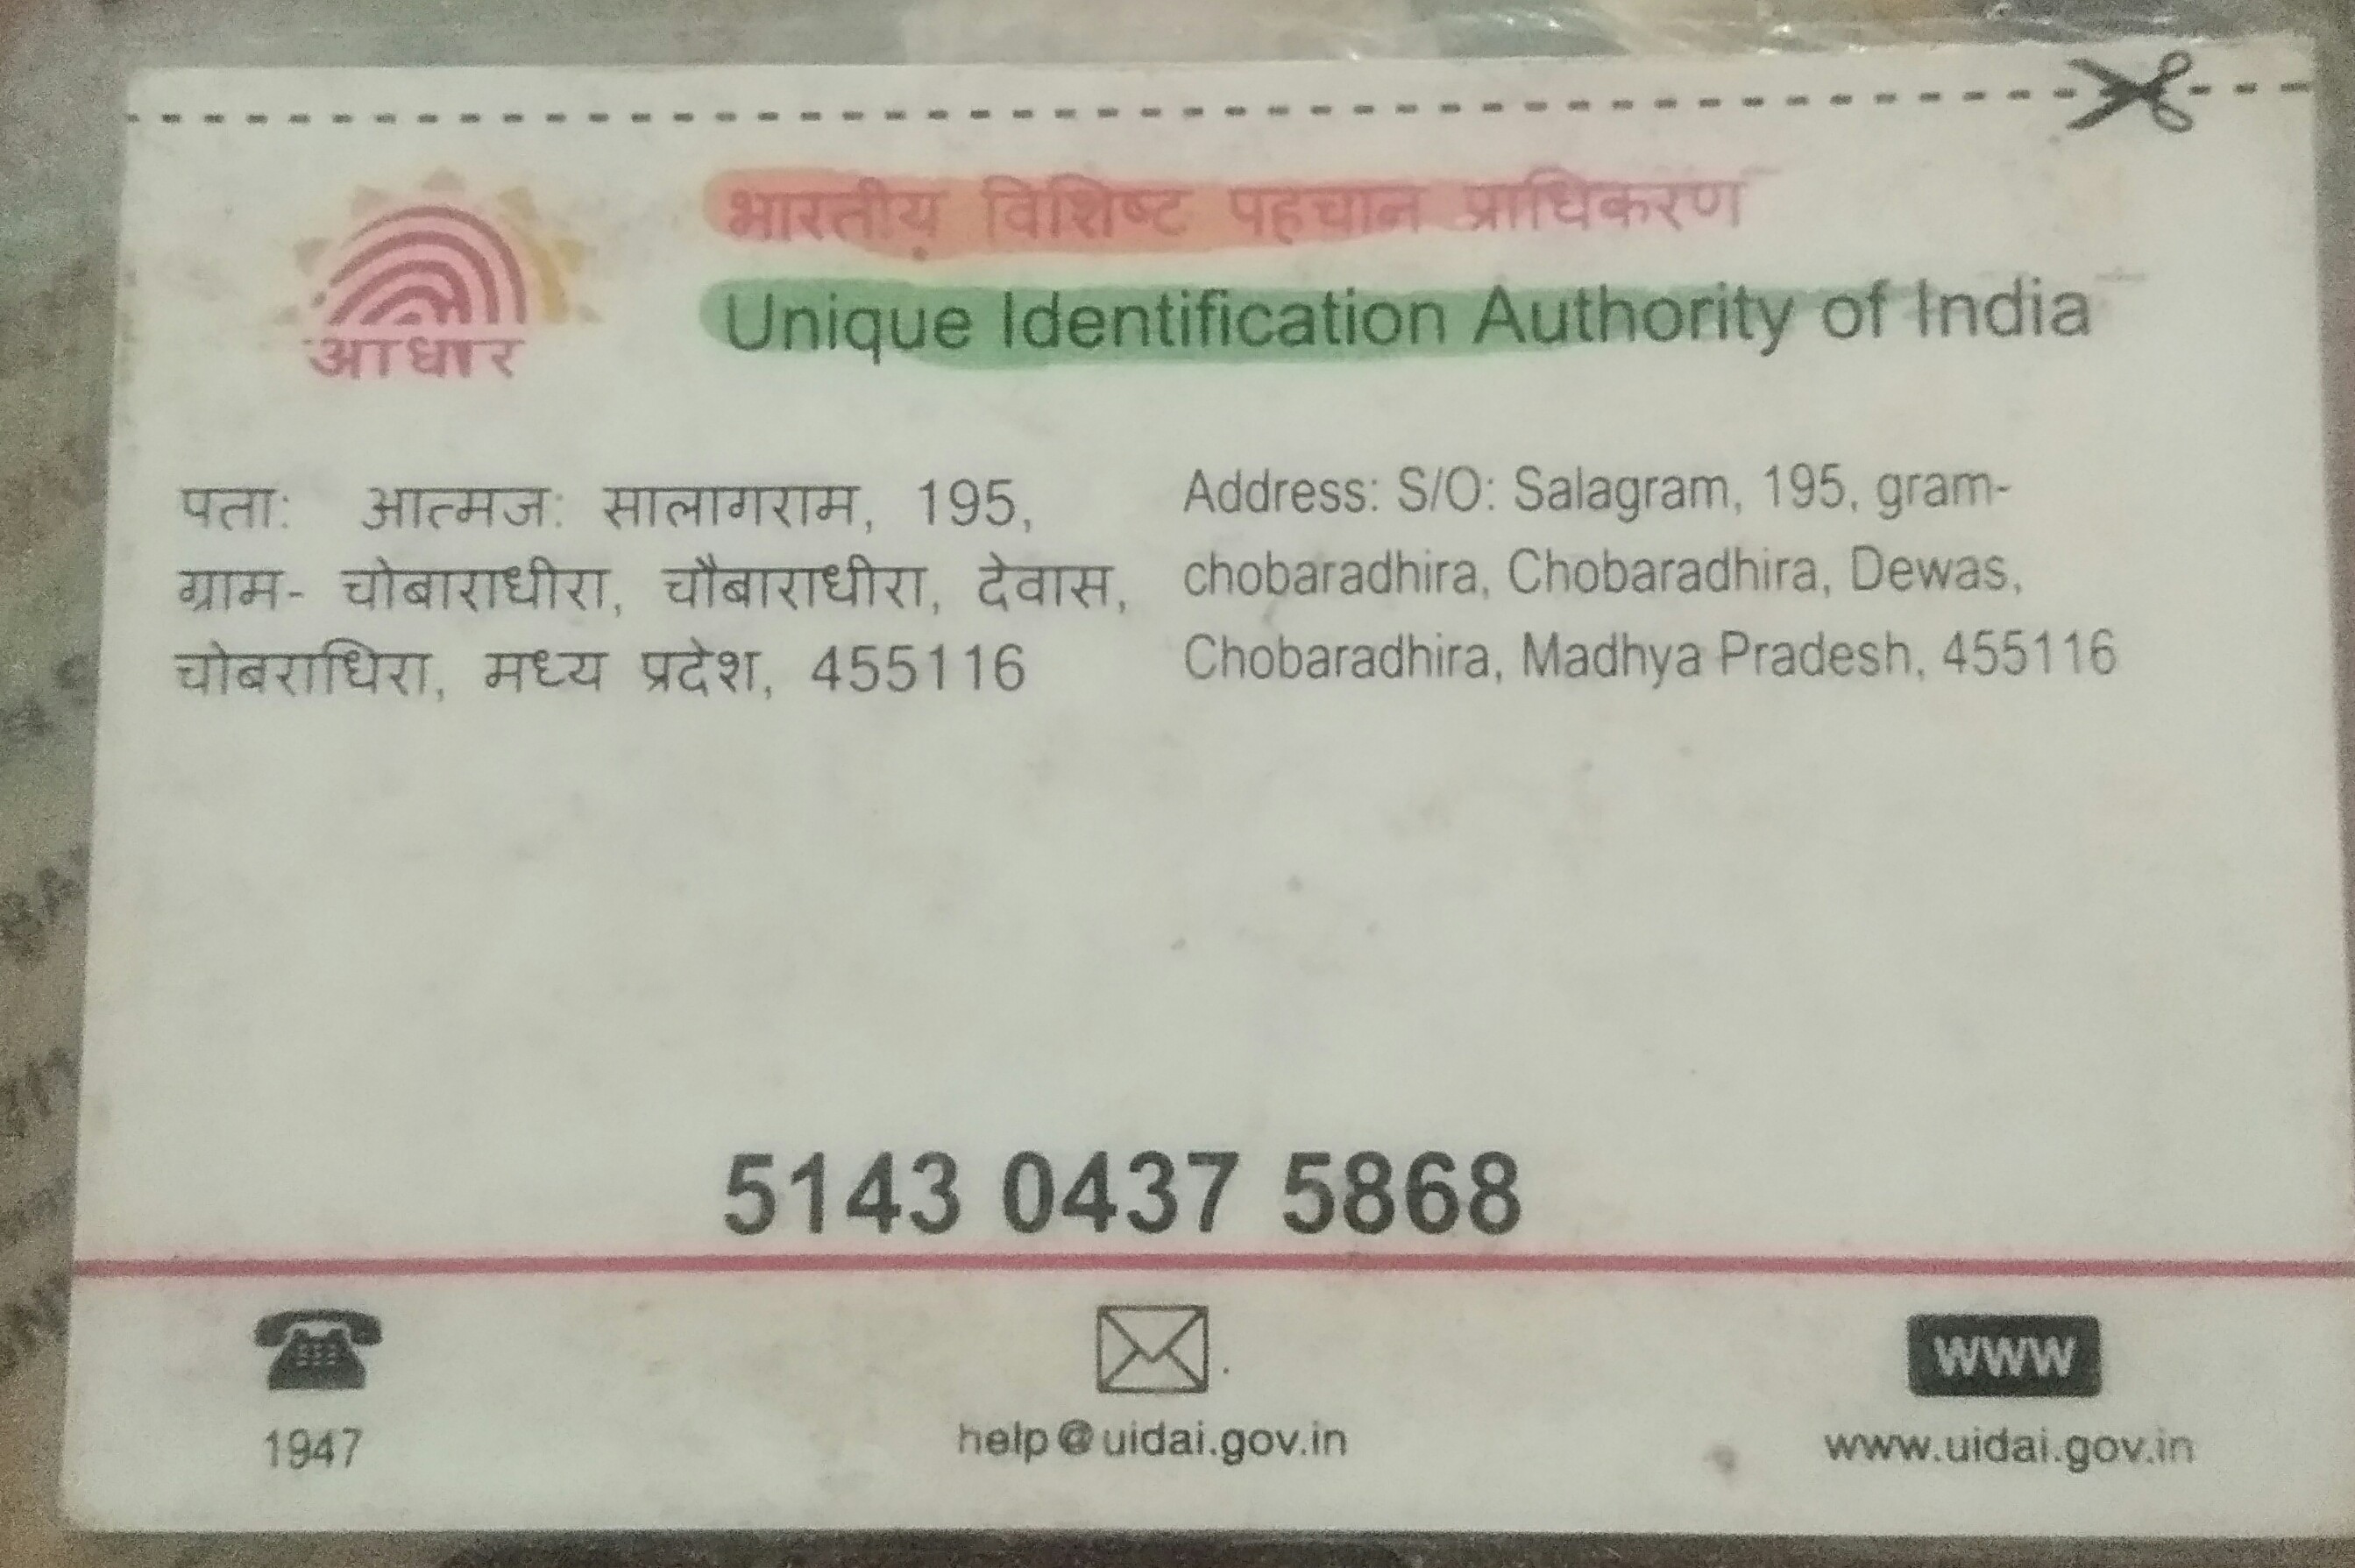 भारतीय विशिष्ट पहचान प्राधिकरण
Unique Identification Authority of India
आधार
पता: आत्मज: सालागराम, 195,
ग्राम- चोबाराधीरा, चौबाराधीरा, देवास,
चोबराधिरा, मध्य प्रदेश, 455116
Address: S/O: Salagram, 195, gram-
chobaradhira, Chobaradhira, Dewas,
Chobaradhira, Madhya Pradesh, 455116
5143 0437 5868
WWW
1947
help@uidai.gov.in
www.uidai.gov.in